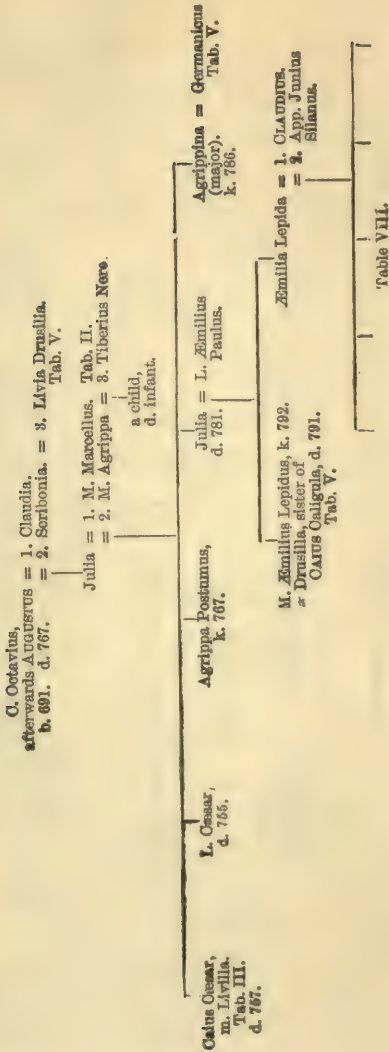 C. Octavius,
afterwards AUGUSTUS = 1. Claudia.
b. 691. d. 767. = 2. Scribonia. = 3. Livia Drusilla.
Tab. V.
Julia = 1. M. Marcellus. Tab. II.
= 2. M. Agrippa = 3. Tiberius Nero.
a child,
d. infant.
Caius Cæsar,
m. Livilla.
Tab. III.
d. 757.
L. Cæsar,
d. 755.
Agrippa Postumus,
k. 767.
Julia = L. Æmilius
d. 781. Paulus.
Agrippina = Germanicus
(major). Tab. V.
k. 786.
M. Æmilius Lepidus, k. 792.
= Drusilla, sister of
CAIUS Caligula, d. 791.
Tab. V.
Æmilia Lepida = 1. CLAUDIUS.
= 2. App. Junius
Silanus.
Table VIII.